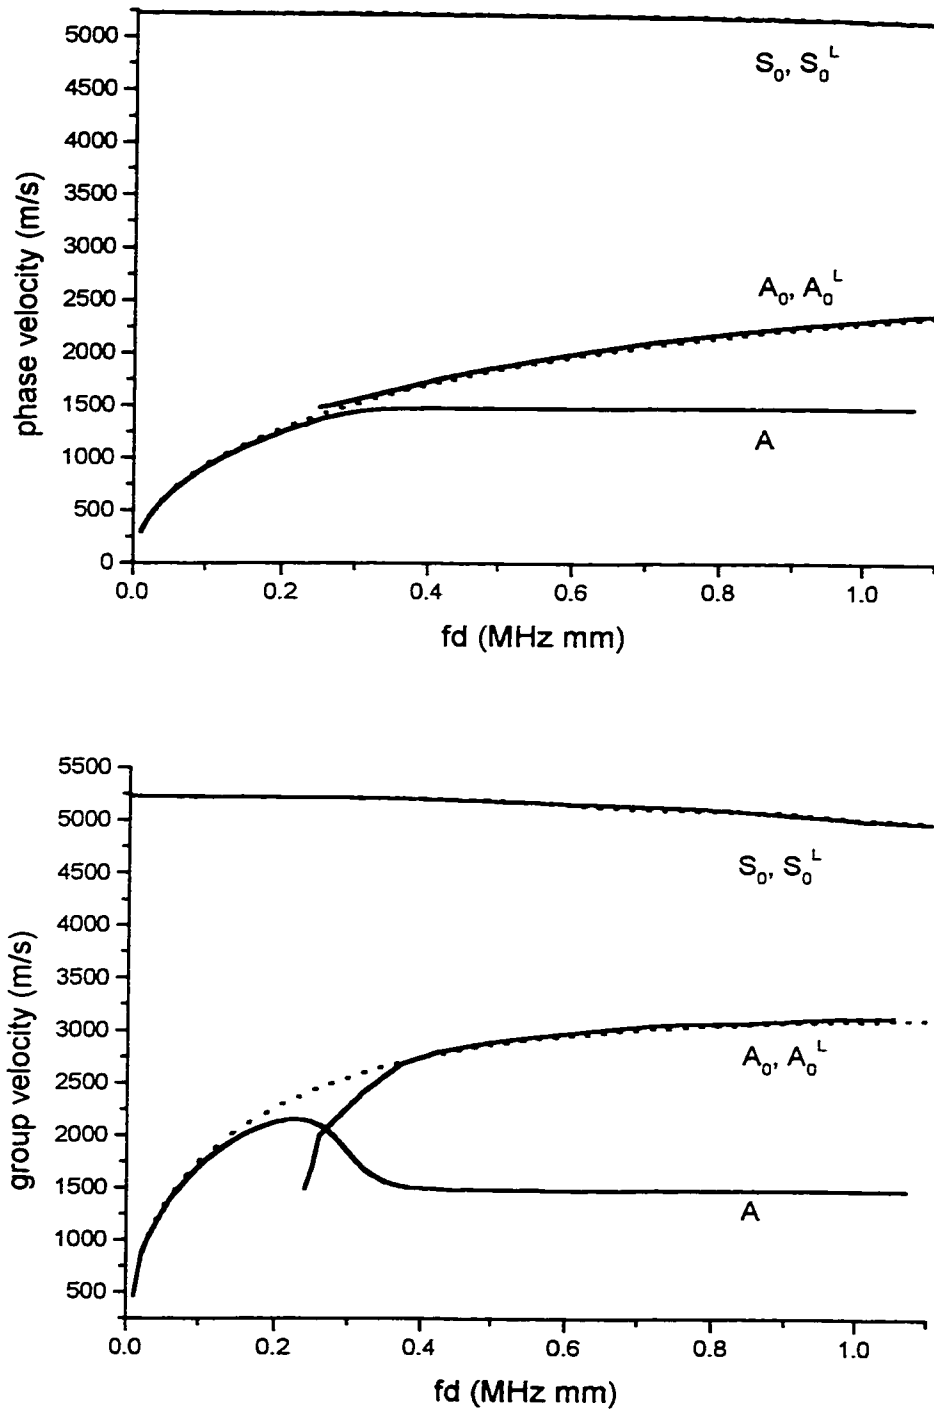 5000
4500
4000
3500
3000
2500
2000
1500
1000
500
0
phase velocity (m/s)
S₀, S₀ᴸ
A₀, A₀ᴸ
A
0.0 0.2 0.4 0.6 0.8 1.0
fd (MHz mm)
5500
5000
4500
4000
3500
3000
2500
2000
1500
1000
500
group velocity (m/s)
S₀, S₀ᴸ
A₀, A₀ᴸ
A
0.0 0.2 0.4 0.6 0.8 1.0
fd (MHz mm)